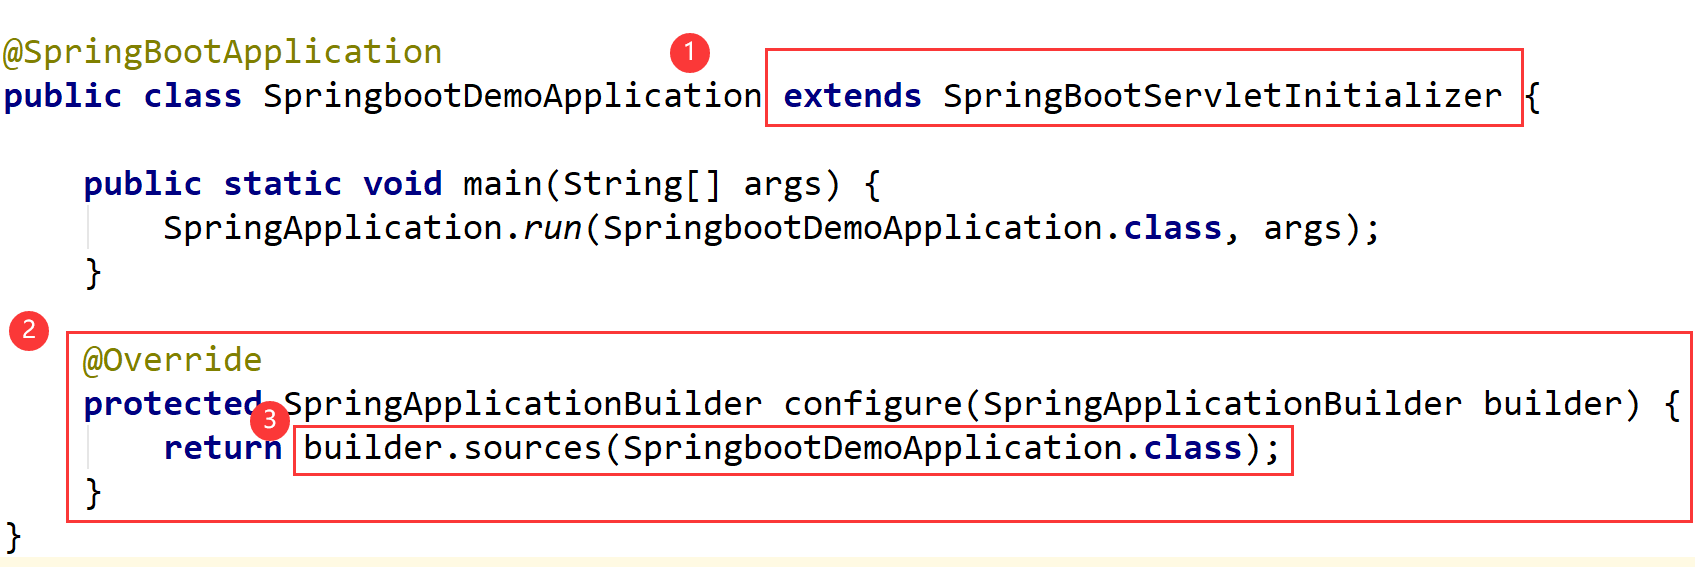 @SpringBootApplication
1
public class SpringbootDemoApplication extends SpringBootServletInitializer {
public static void main(String[] args) {
SpringApplication.run(SpringbootDemoApplication.class, args);
}
2
@Override
protected SpringApplicationBuilder configure(SpringApplicationBuilder builder) {
3
return builder.sources(SpringbootDemoApplication.class);
}
}